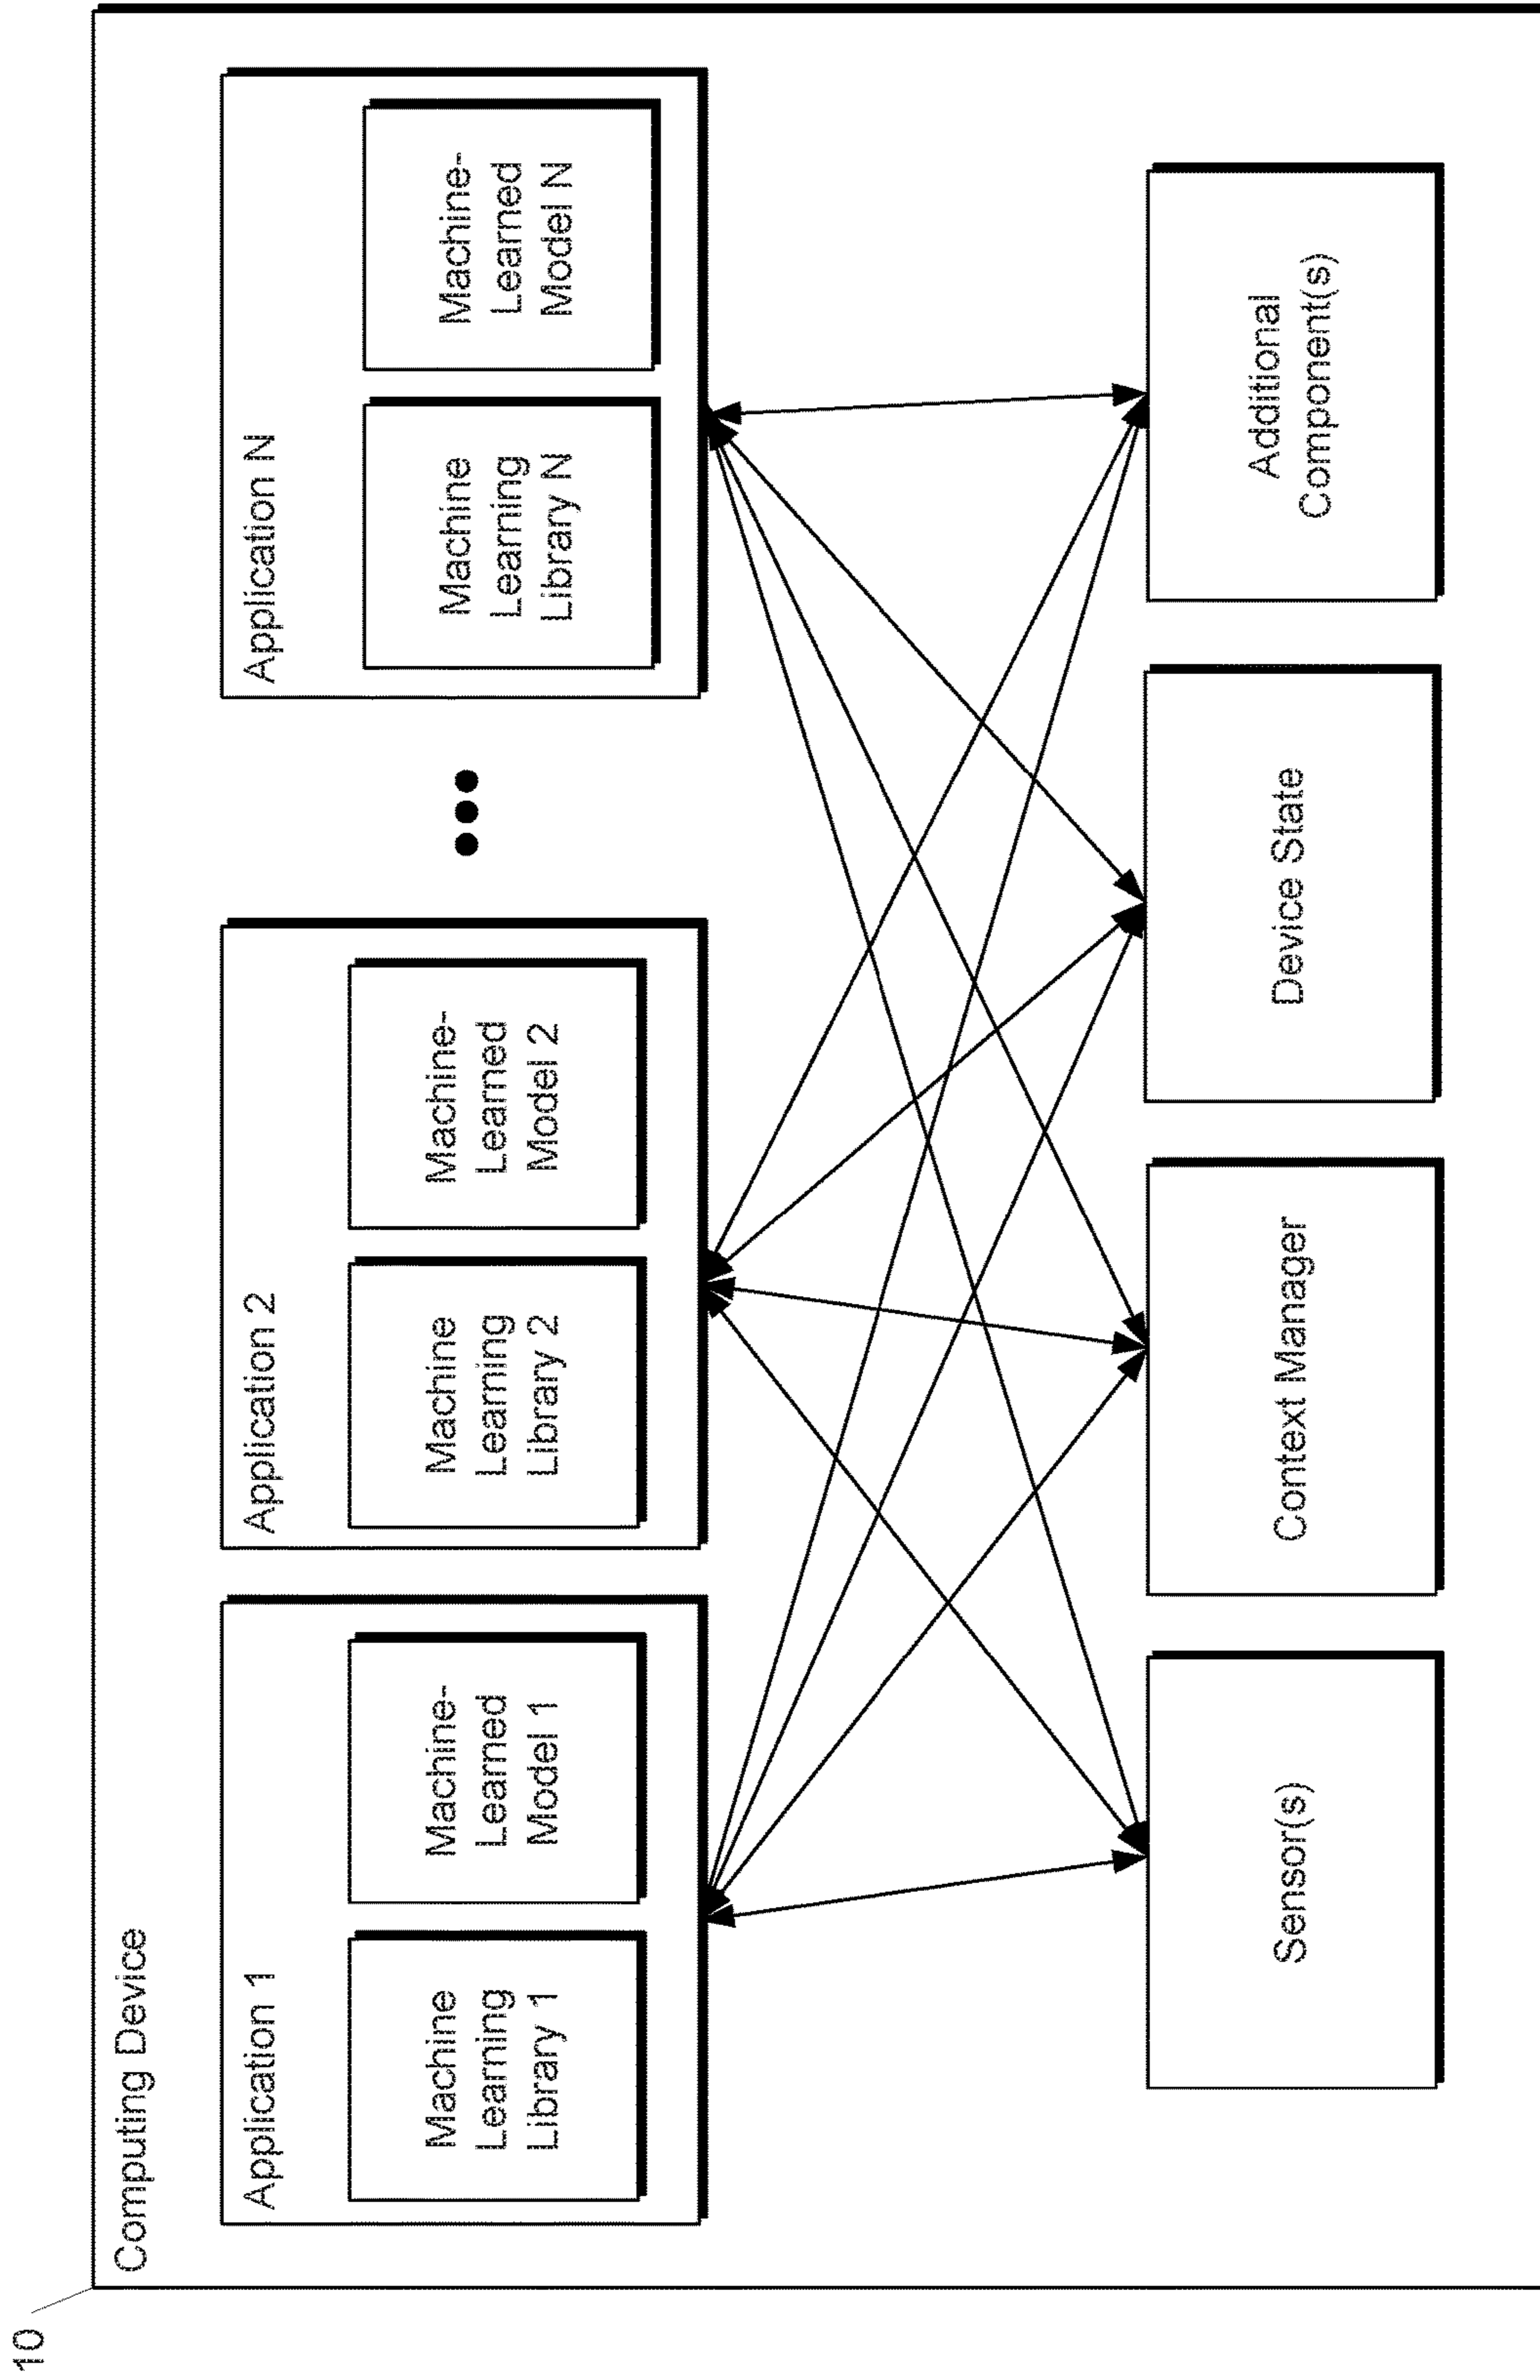 10
Computing Device
Application 1
Machine
Learning
Library 1
Machine-
Learned
Model 1
Application 2
Machine
Learning
Library 2
Machine-
Learned
Model 2
Application N
Machine
Learning
Library N
Machine-
Learned
Model N
Sensor(s)
Context Manager
Device State
Additional
Component(s)